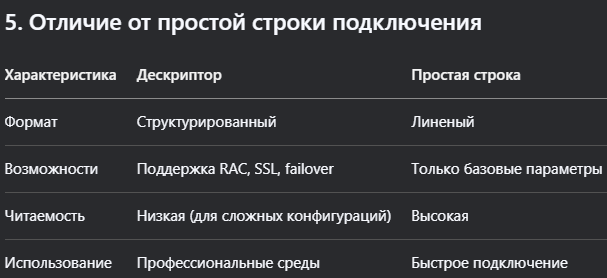 5. Отличие от простой строки подключения
Характеристика Дескриптор Простая строка
Формат Структурированный Линеный
Возможности Поддержка RAC, SSL, failover Только базовые параметры
Читаемость Низкая (для сложных конфигураций) Высокая
Использование Профессиональные среды Быстрое подключение